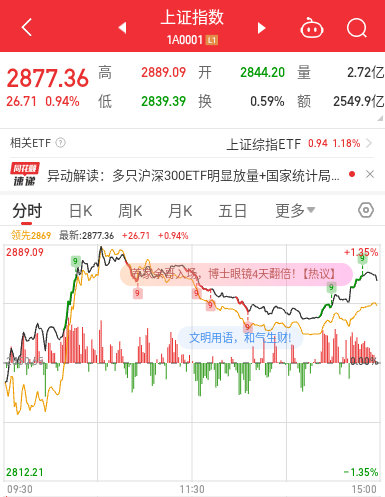 上证指数
1A0001 L1
2877.36 高 2889.09 开 2844.20 量 2.72亿
26.71 0.94% 低 2839.39 换 0.59% 额 2549.9亿
相关ETF 上证综指ETF 0.94 1.18%
同花顺速递 异动解读：多只沪深300ETF明显放量+国家统计局...
分时 日K 周K 月K 五日 更多
领先2869 最新:2877.36 +26.71 +0.94%
2889.09 +1.35%
9 9 9 9 9 9 9
博士眼镜4天翻倍！【热议】
文明用语，和气生财!
0.00%
2812.21 -1.35%
09:30 11:30 15:00